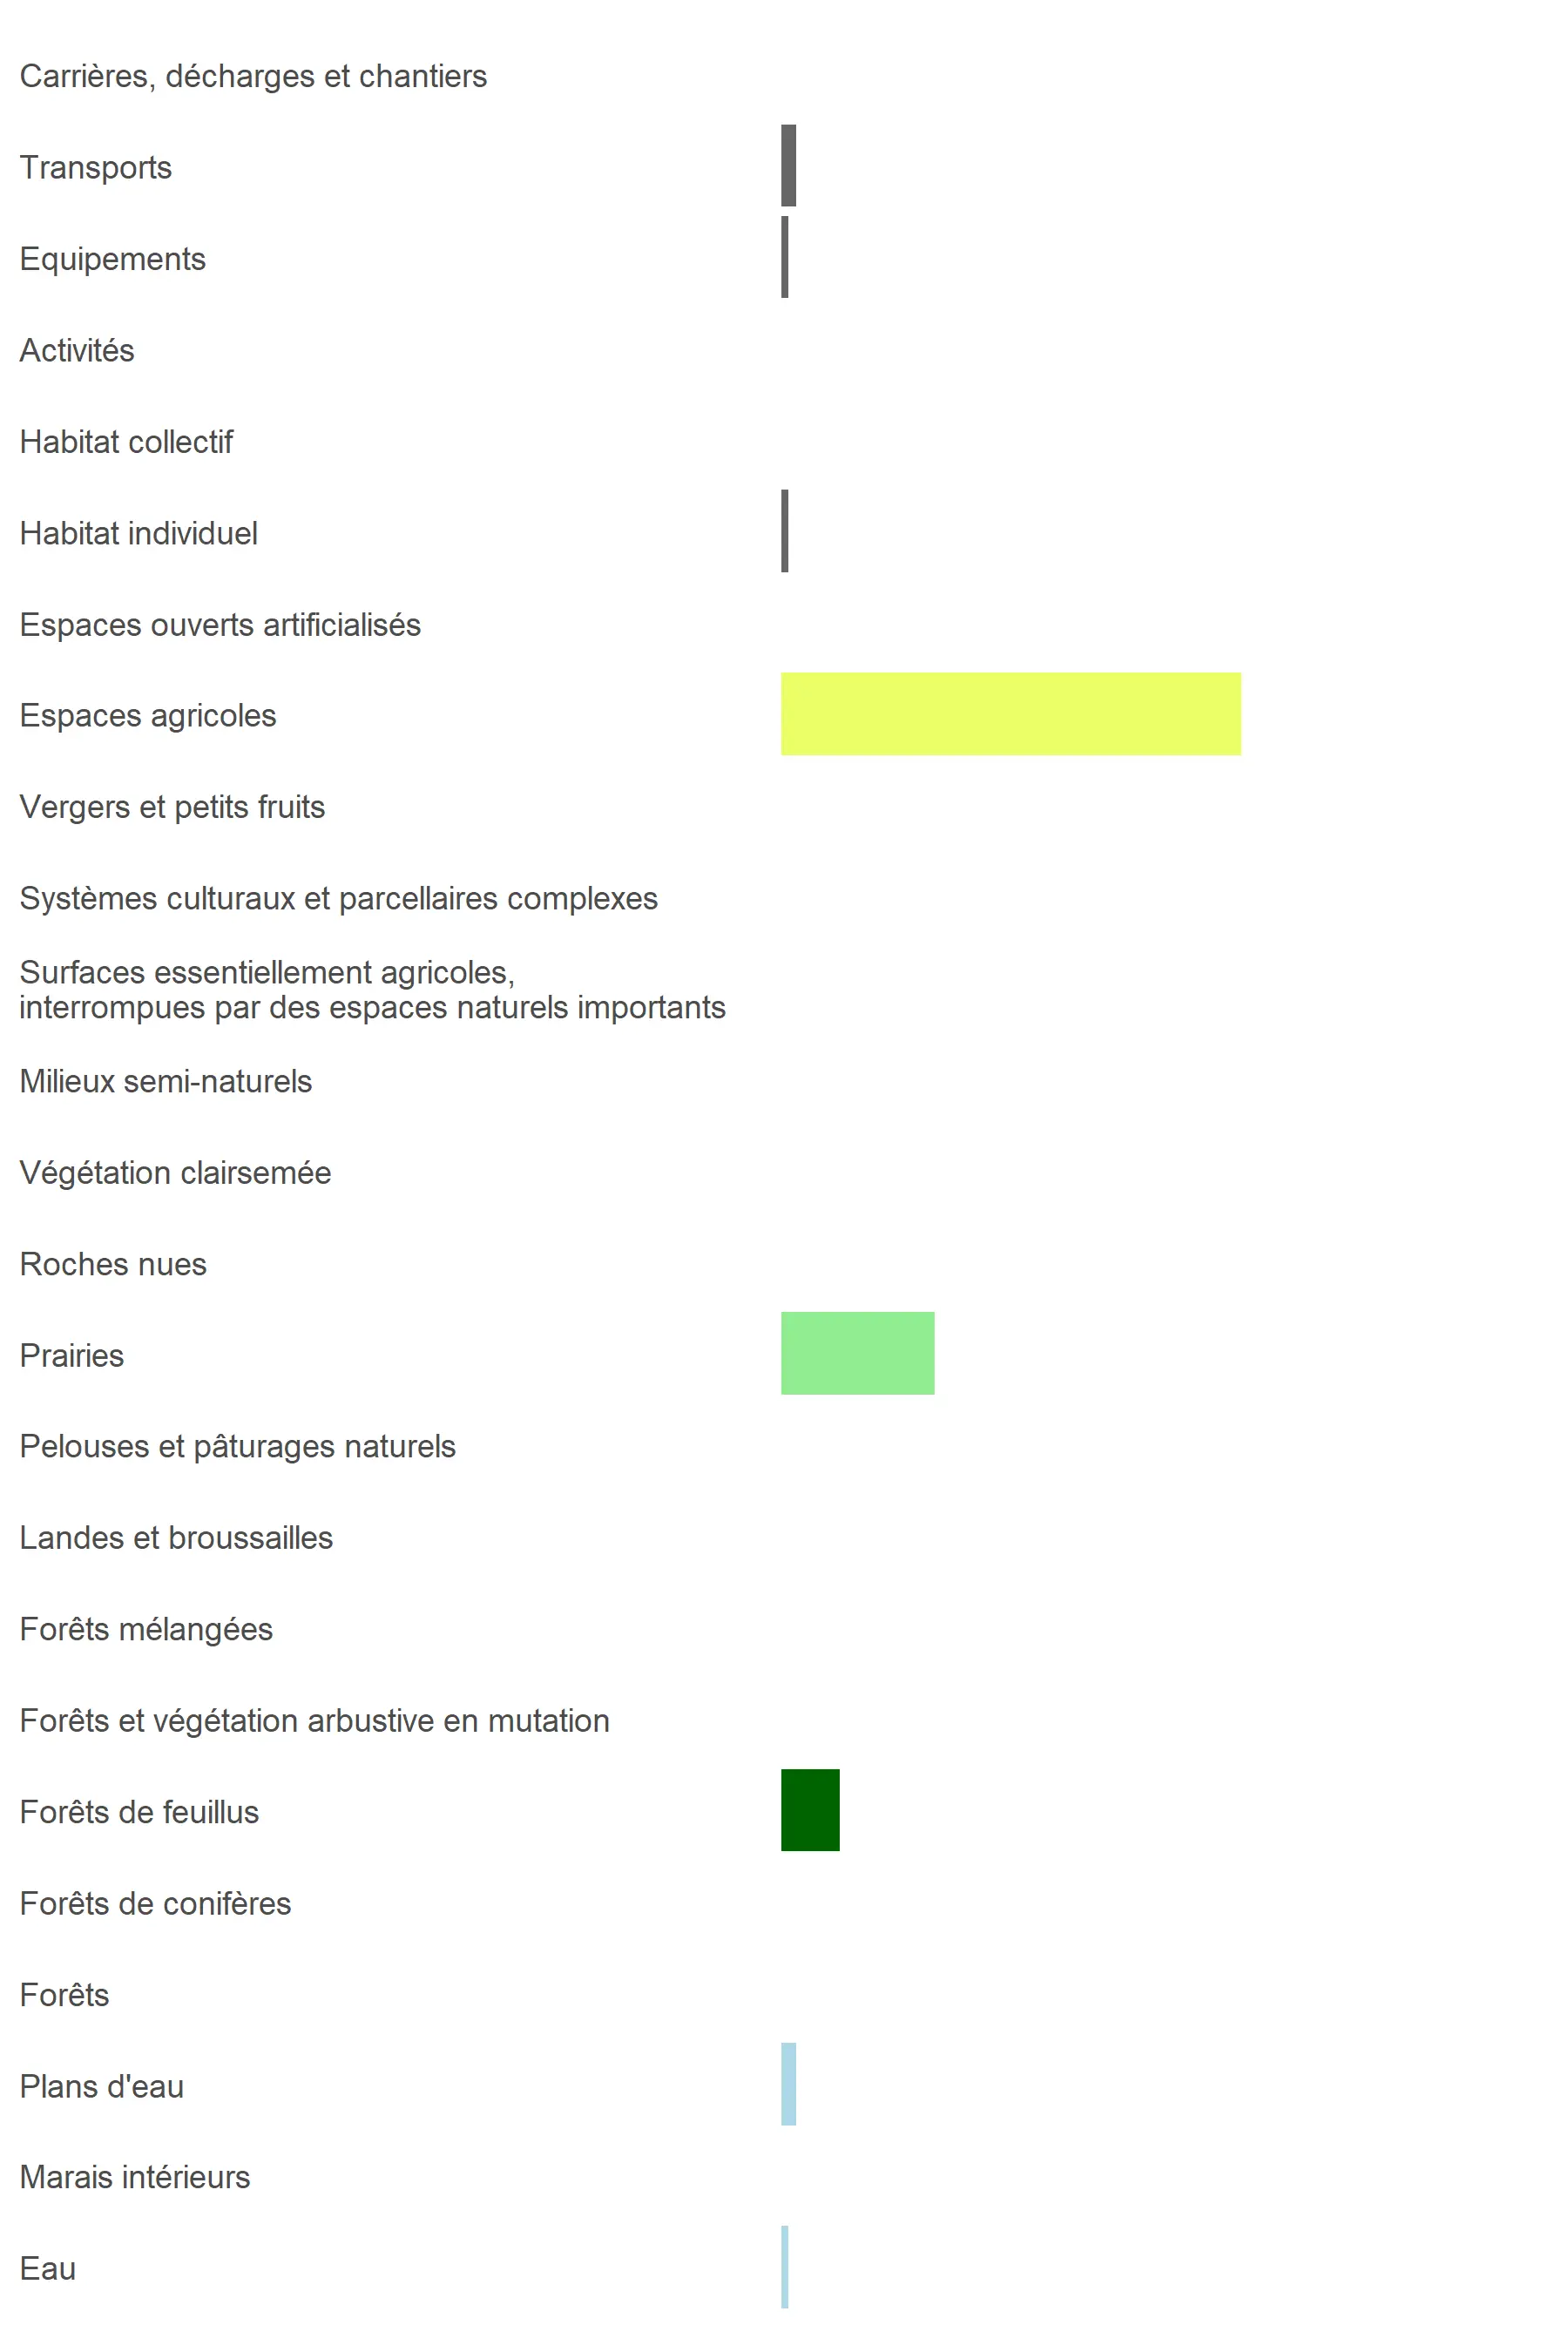 Carrières, décharges et chantiers
Transports
Equipements
Activités
Habitat collectif
Habitat individuel
Espaces ouverts artificialisés
Espaces agricoles
Vergers et petits fruits
Systèmes culturaux et parcellaires complexes
Surfaces essentiellement agricoles,
interrompues par des espaces naturels importants
Milieux semi-naturels
Végétation clairsemée
Roches nues
Prairies
Pelouses et pâturages naturels
Landes et broussailles
Forêts mélangées
Forêts et végétation arbustive en mutation
Forêts de feuillus
Forêts de conifères
Forêts
Plans d'eau
Marais intérieurs
Eau